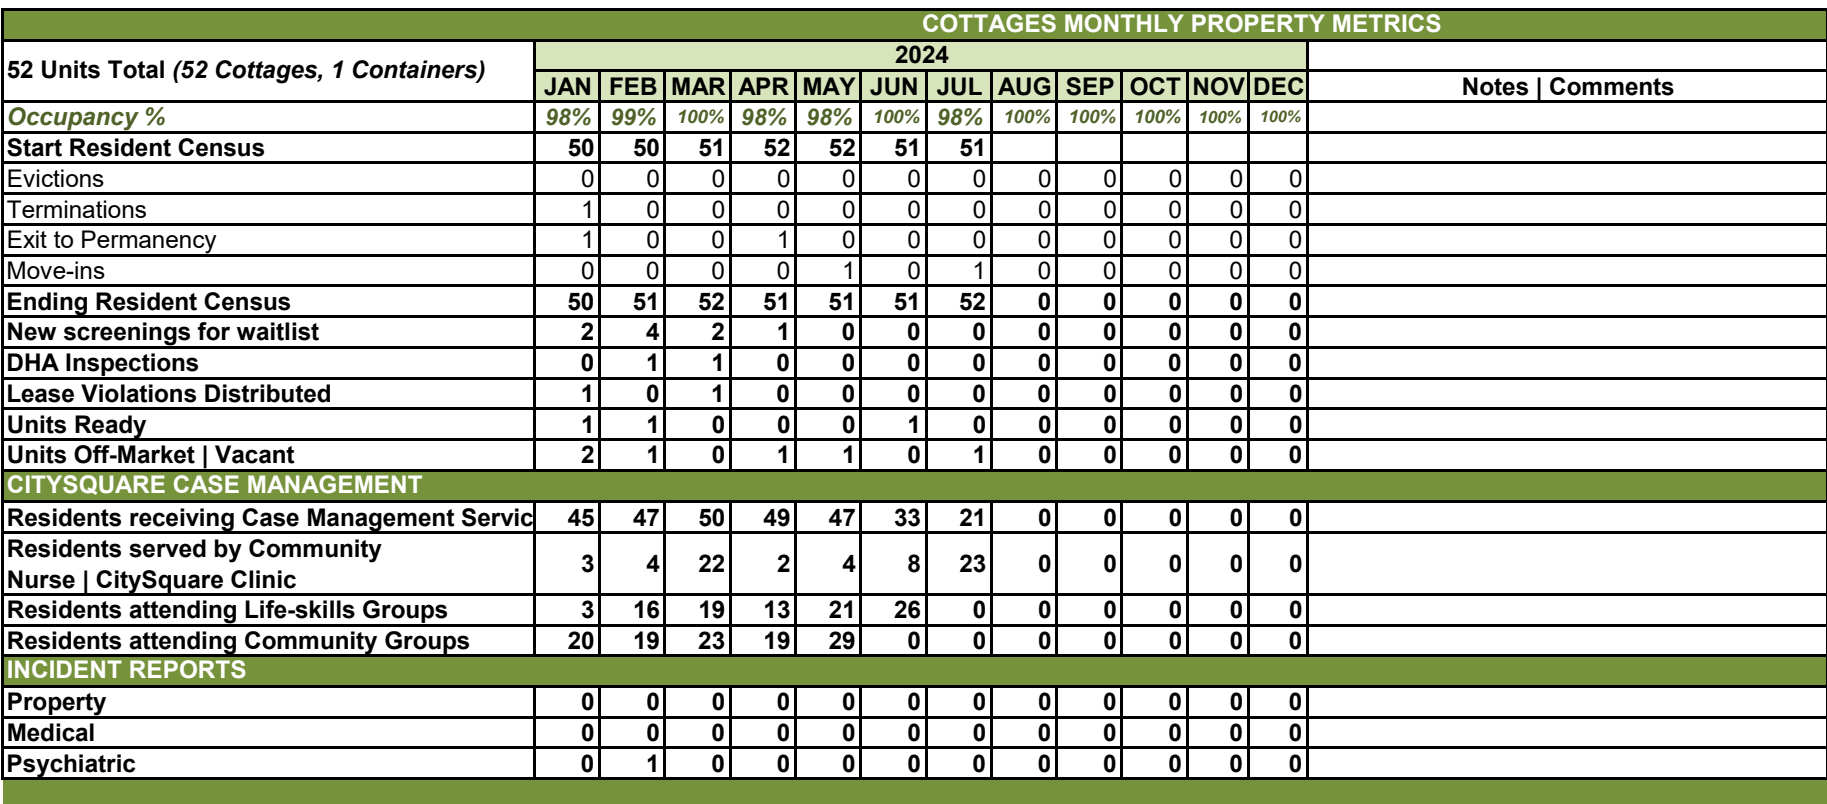 COTTAGES MONTHLY PROPERTY METRICS
52 Units Total (52 Cottages, 1 Containers)
2024
JAN FEB MAR APR MAY JUN JUL AUG SEP OCT NOV DEC Notes | Comments
Occupancy % 98% 99% 100% 98% 98% 100% 98% 100% 100% 100% 100% 100%
Start Resident Census 50 50 51 52 52 51 51
Evictions 0 0 0 0 0 0 0 0 0 0 0 0
Terminations 1 0 0 0 0 0 0 0 0 0 0 0
Exit to Permanency 1 0 0 1 0 0 0 0 0 0 0 0
Move-ins 0 0 0 0 1 0 1 0 0 0 0 0
Ending Resident Census 50 51 52 51 51 51 52 0 0 0 0 0
New screenings for waitlist 2 4 2 1 0 0 0 0 0 0 0 0
DHA Inspections 0 1 1 0 0 0 0 0 0 0 0 0
Lease Violations Distributed 1 0 1 0 0 0 0 0 0 0 0 0
Units Ready 1 1 0 0 0 1 0 0 0 0 0 0
Units Off-Market | Vacant 2 1 0 1 1 0 1 0 0 0 0 0
CITYSQUARE CASE MANAGEMENT
Residents receiving Case Management Servic 45 47 50 49 47 33 21 0 0 0 0 0
Residents served by Community
Nurse | CitySquare Clinic 3 4 22 2 4 8 23 0 0 0 0 0
Residents attending Life-skills Groups 3 16 19 13 21 26 0 0 0 0 0 0
Residents attending Community Groups 20 19 23 19 29 0 0 0 0 0 0 0
INCIDENT REPORTS
Property 0 0 0 0 0 0 0 0 0 0 0 0
Medical 0 0 0 0 0 0 0 0 0 0 0 0
Psychiatric 0 1 0 0 0 0 0 0 0 0 0 0